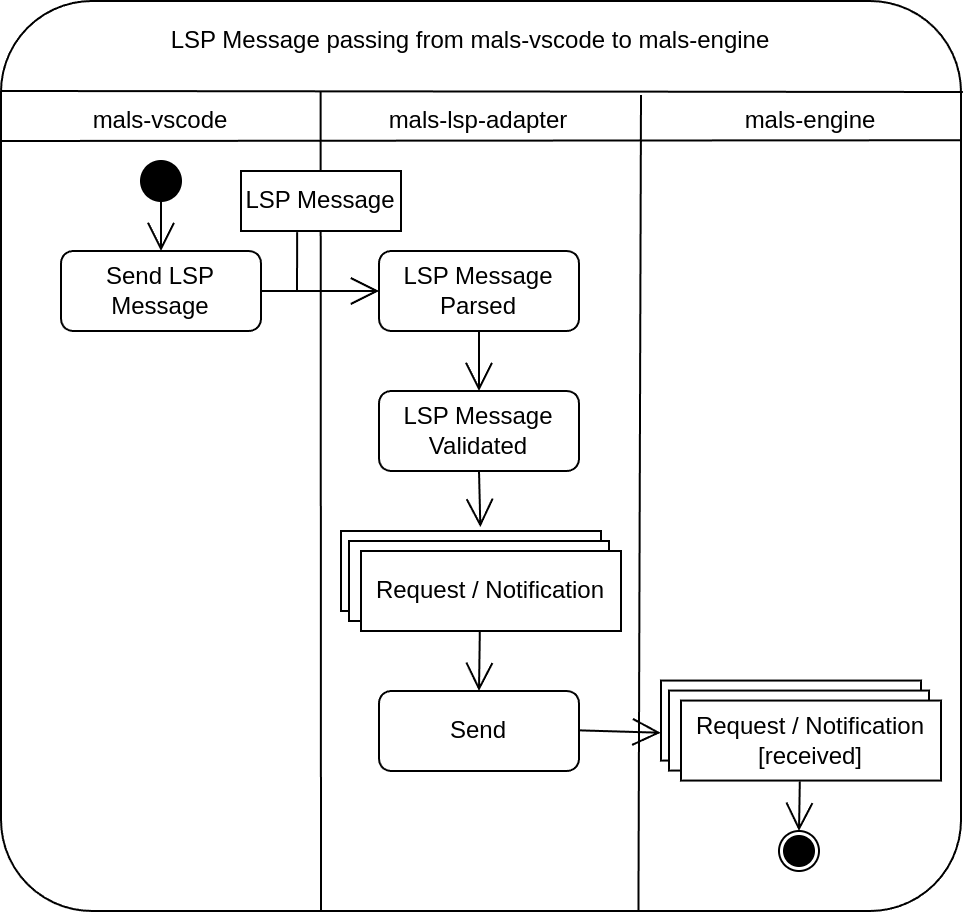 LSP Message passing from mals-vscode to mals-engine
mals-vscode
mals-lsp-adapter
mals-engine
LSP Message
Send LSP
Message
LSP Message
Parsed
LSP Message
Validated
Request / Notification
Send
Request / Notification
[received]